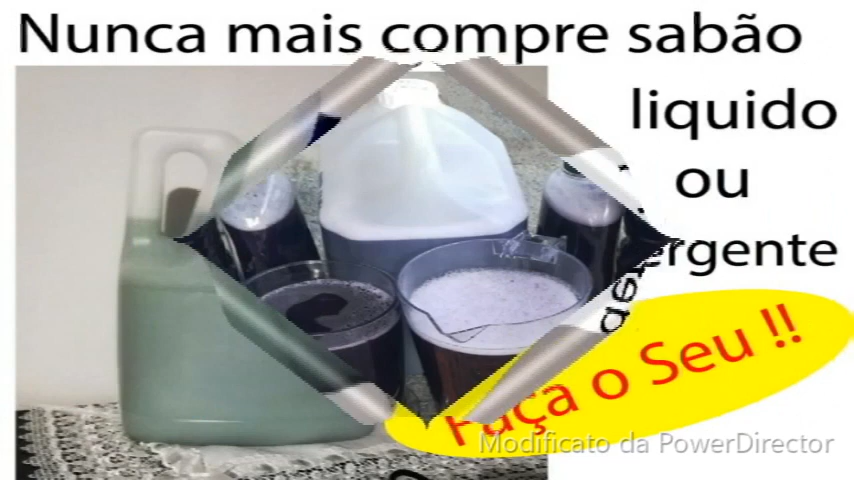 Nunca mais compre sabão
liquido
ou
ergente
Faça o Seu !!
Modificato da PowerDirector